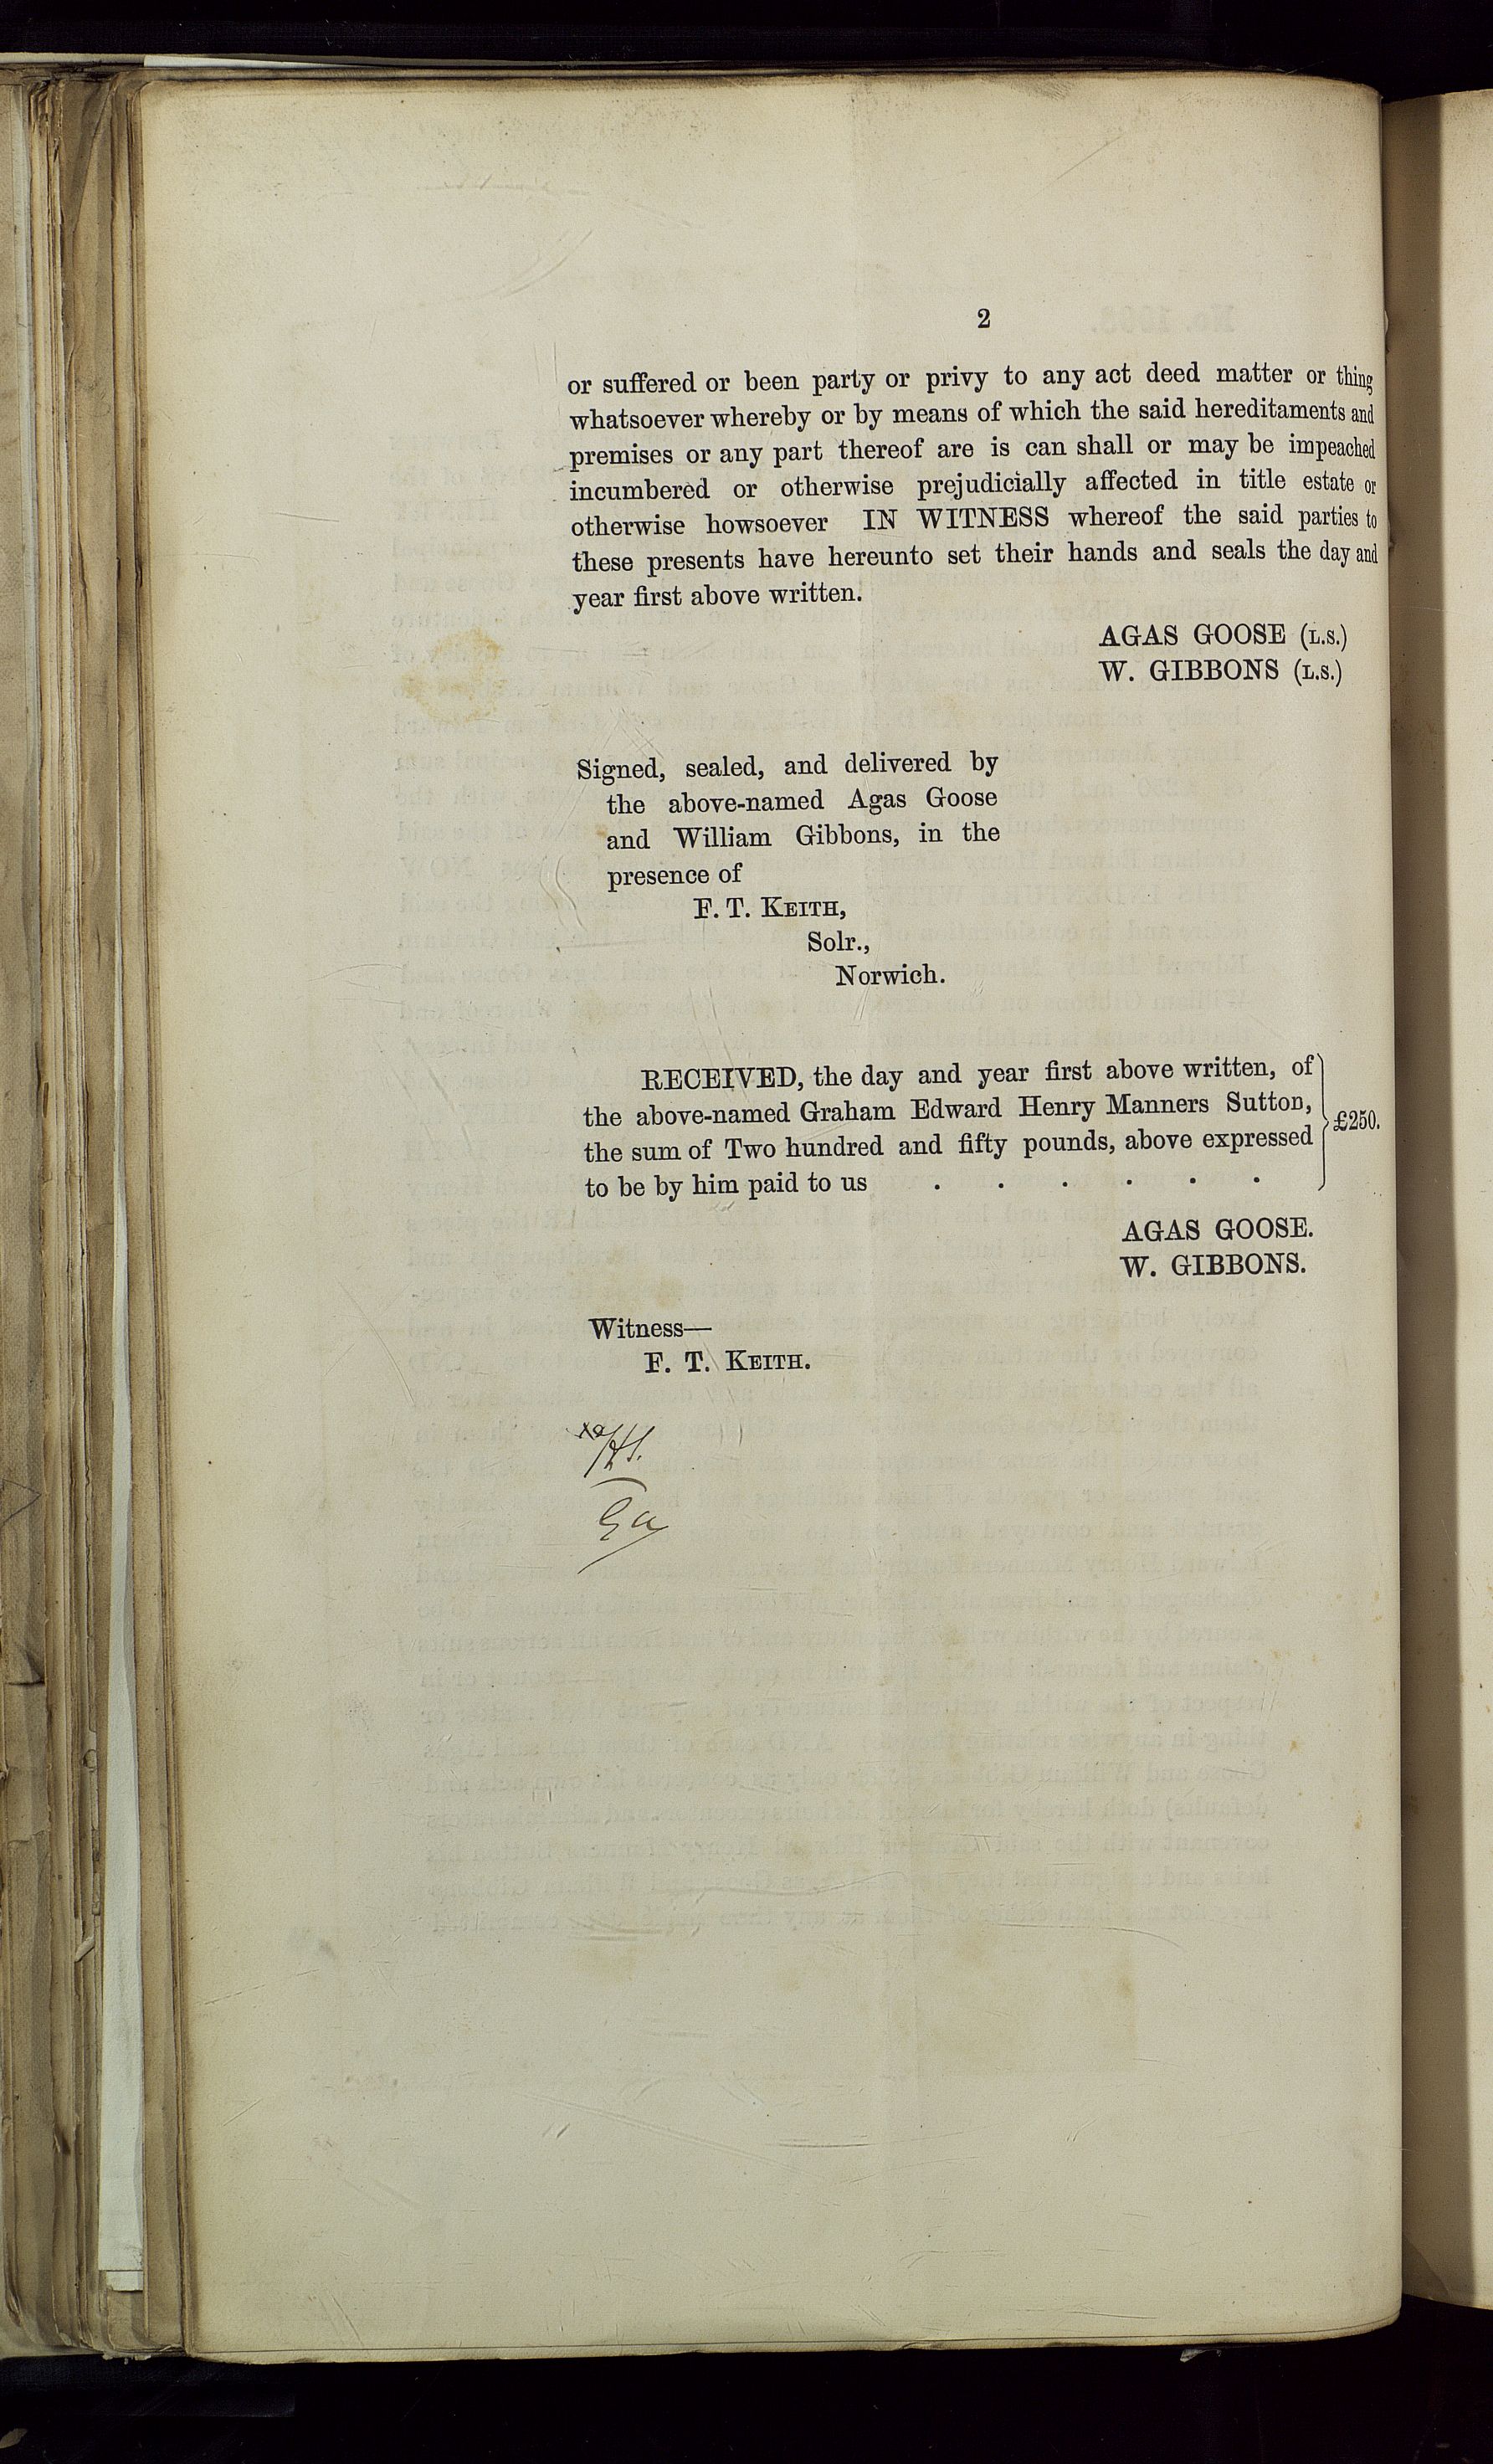 2
or suffered or been party or privy to any act deed matter or thing
whatsoever whereby or by means of which the said hereditaments and
premises or any part thereof are is can shall or may be impeached
incumbered or otherwise prejudicially affected in title estate or
otherwise howsoever IN WITNESS whereof the said parties to
these presents have hereunto set their hands and seals the day and
year first above written.
AGAS GOOSE (L.S.)
W. GIBBONS (L.S.)
Signed, sealed, and delivered by
the above-named Agas Goose
and William Gibbons, in the
presence of
F. T. KEITH,
Solr.,
Norwich.
RECEIVED, the day and year first above written, of
the above-named Graham Edward Henry Manners Sutton,
the sum of Two hundred and fifty pounds, above expressed
to be by him paid to us . . . . . .
£250.
AGAS GOOSE.
W. GIBBONS.
Witness—
F. T. KEITH.